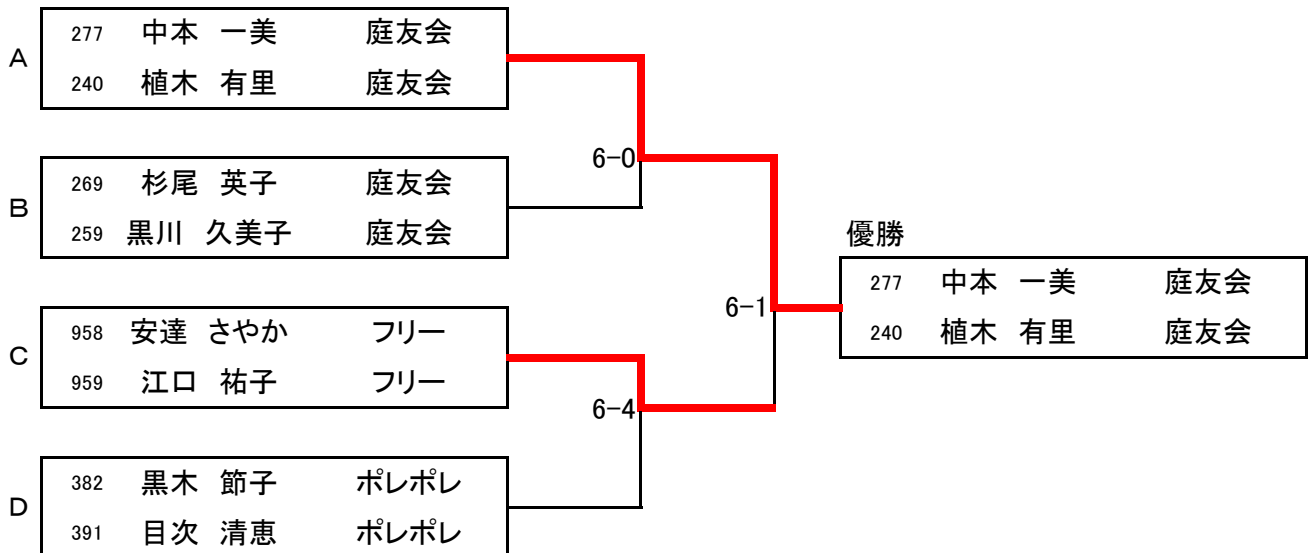 A
277 中本 一美 庭友会
240 植木 有里 庭友会
6-0
B
269 杉尾 英子 庭友会
259 黒川 久美子 庭友会
優勝
277 中本 一美 庭友会
240 植木 有里 庭友会
6-1
C
958 安達 さやか フリー
959 江口 祐子 フリー
6-4
D
382 黒木 節子 ポレポレ
391 目次 清恵 ポレポレ